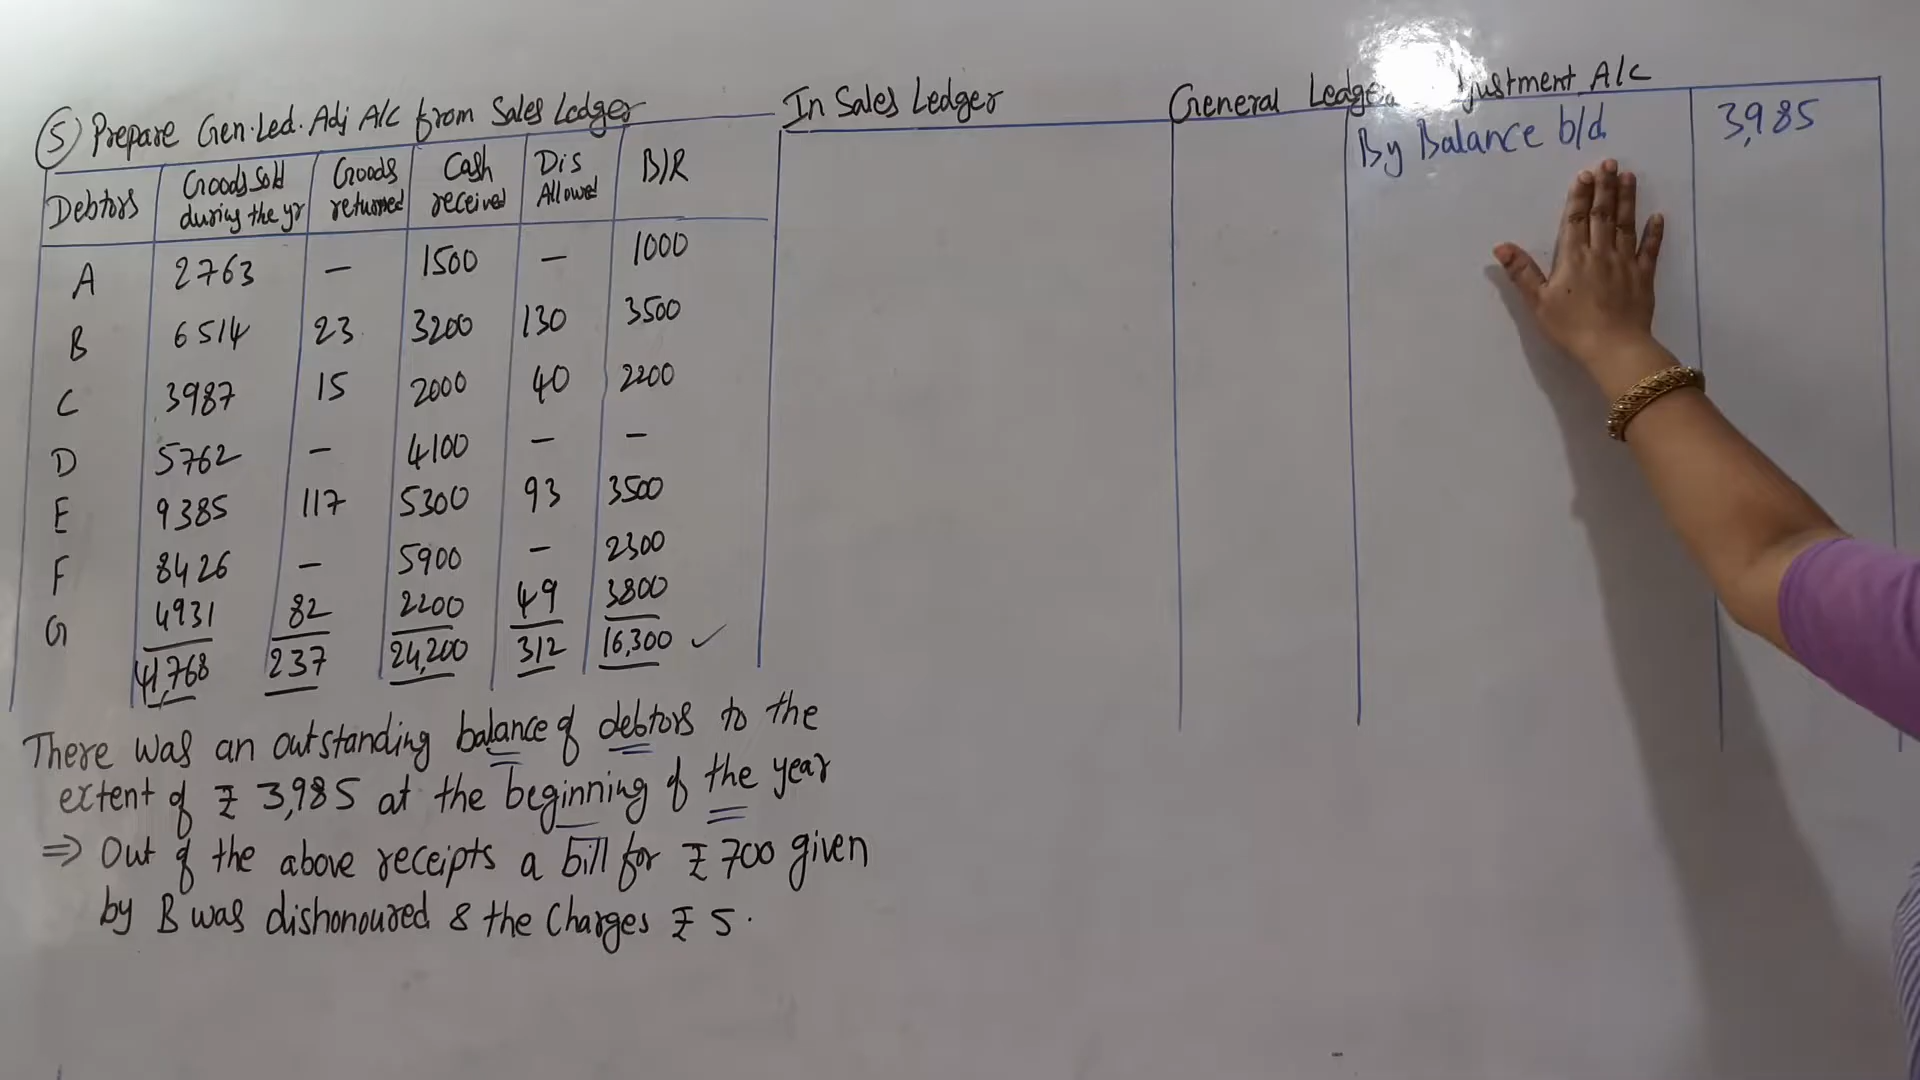 5 Prepare Gen.Led.Adj A/c from Sales Ledger
Debtors Goods sold during the yr Goods returned Cash received Dis Allowed B/R
A 2763 — 1500 — 1000
B 6514 23 3200 130 3500
C 3987 15 2000 40 2200
D 5762 — 4100 — —
E 9385 117 5300 93 3500
F 8426 — 5900 — 2300
G 4931 82 2200 49 3800
41,768 237 24,200 312 16,300 ✓
There was an outstanding balance of debtors to the
extent of ₹ 3,985 at the beginning of the year
⇒ Out of the above receipts a bill for ₹ 700 given
by B was dishonoured & the Charges ₹ 5.
In Sales Ledger
General A/c
By Balance b/d 3,985